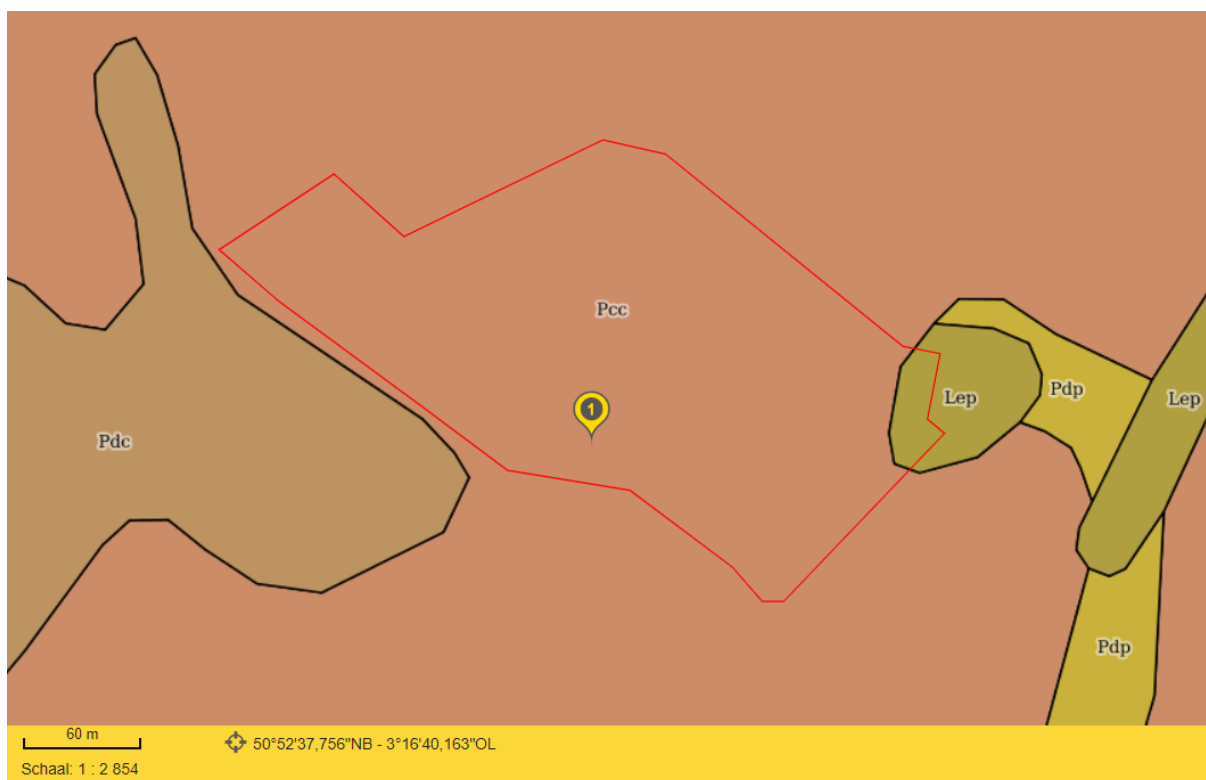 Pcc
Lep
Pdp
Lep
1
Pdc
Pdp
60 m
50°52'37,756"NB - 3°16'40,163"OL
Schaal: 1 : 2 854